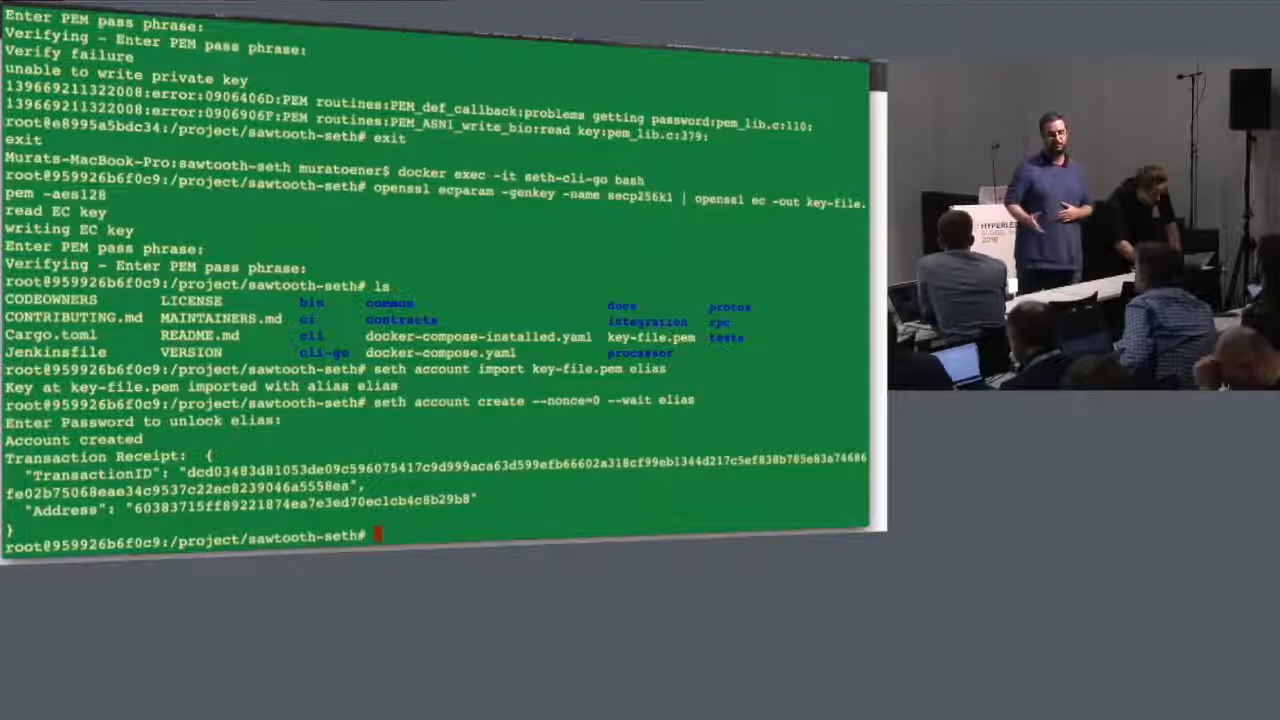 Enter PEM pass phrase:
Verifying - Enter PEM pass phrase:
Verify failure
unable to write private key
139669211322008:error:0906406D:PEM routines:PEM_def_callback:problems getting password:pem_lib.c:110:
139669211322008:error:0906906F:PEM routines:PEM_ASN1_write_bio:read key:pem_lib.c:379:
root@e8995a5bdc34:/project/sawtooth-seth# exit
exit
Murats-MacBook-Pro:sawtooth-seth muratoener$ docker exec -it seth-cli-go bash
root@959926b6f0c9:/project/sawtooth-seth# openssl ecparam -genkey -name secp256k1 | openssl ec -out key-file.
pem -aes128
read EC key
writing EC key
Enter PEM pass phrase:
Verifying - Enter PEM pass phrase:
root@959926b6f0c9:/project/sawtooth-seth# ls
CODEOWNERS LICENSE bin common docs protos
CONTRIBUTING.md MAINTAINERS.md ci contracts integration rpc
Cargo.toml README.md cli docker-compose-installed.yaml key-file.pem tests
Jenkinsfile VERSION cli-go docker-compose.yaml processor
root@959926b6f0c9:/project/sawtooth-seth# seth account import key-file.pem elias
Key at key-file.pem imported with alias elias
root@959926b6f0c9:/project/sawtooth-seth# seth account create --nonce=0 --wait elias
Enter Password to unlock elias:
Account created
Transaction Receipt: {
"TransactionID": "dcd03483d81053de09c596075417c9d999aca63d599efb66602a318cf99eb1344d217c5ef838b785e83a74686
fe02b75068eae34c9537c22ec8239046a5558ea",
"Address": "60383715ff89221874ea7e3ed70ec1cb4c8b29b8"
}
root@959926b6f0c9:/project/sawtooth-seth#
HYPERLED
GLOBAL
2018